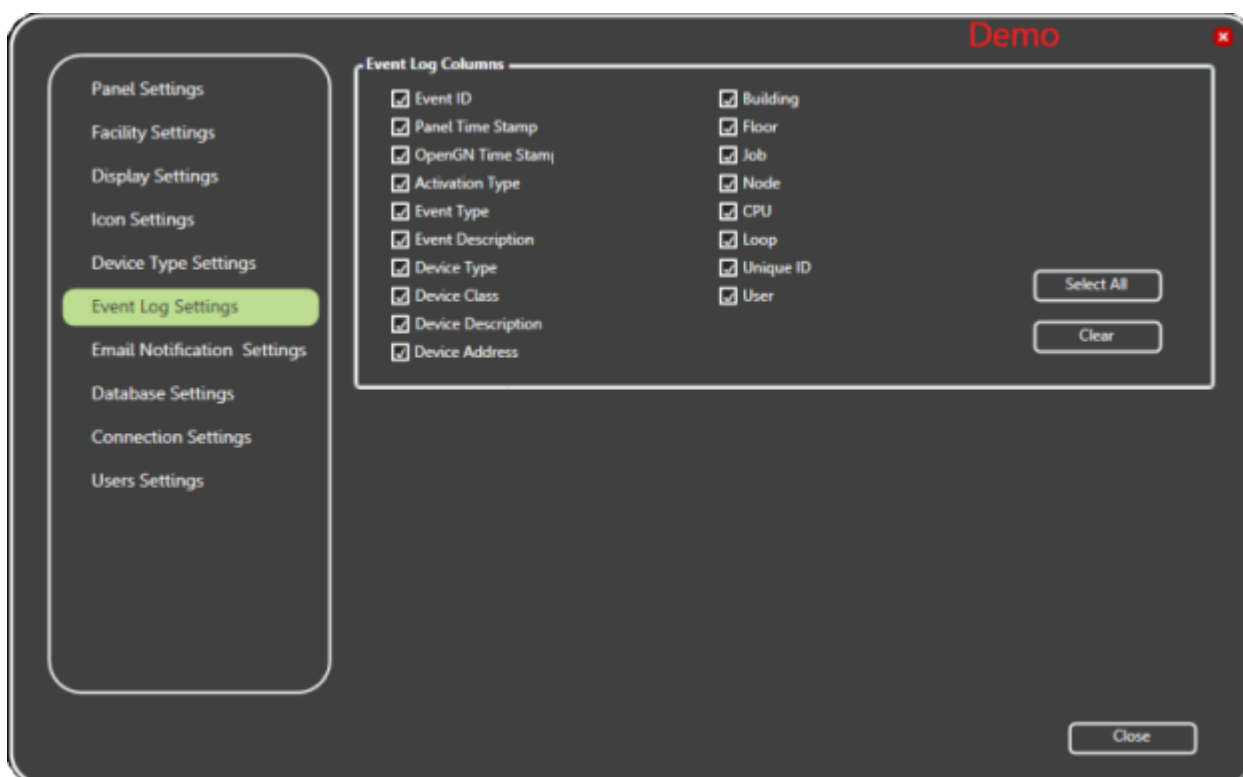 Demo
Panel Settings
Facility Settings
Display Settings
Icon Settings
Device Type Settings
Event Log Settings
Email Notification Settings
Database Settings
Connection Settings
Users Settings
Event Log Columns
Event ID
Panel Time Stamp
OpenGN Time Stam
Activation Type
Event Type
Event Description
Device Type
Device Class
Device Description
Device Address
Building
Floor
Job
Node
CPU
Loop
Unique ID
User
Select All
Clear
Close